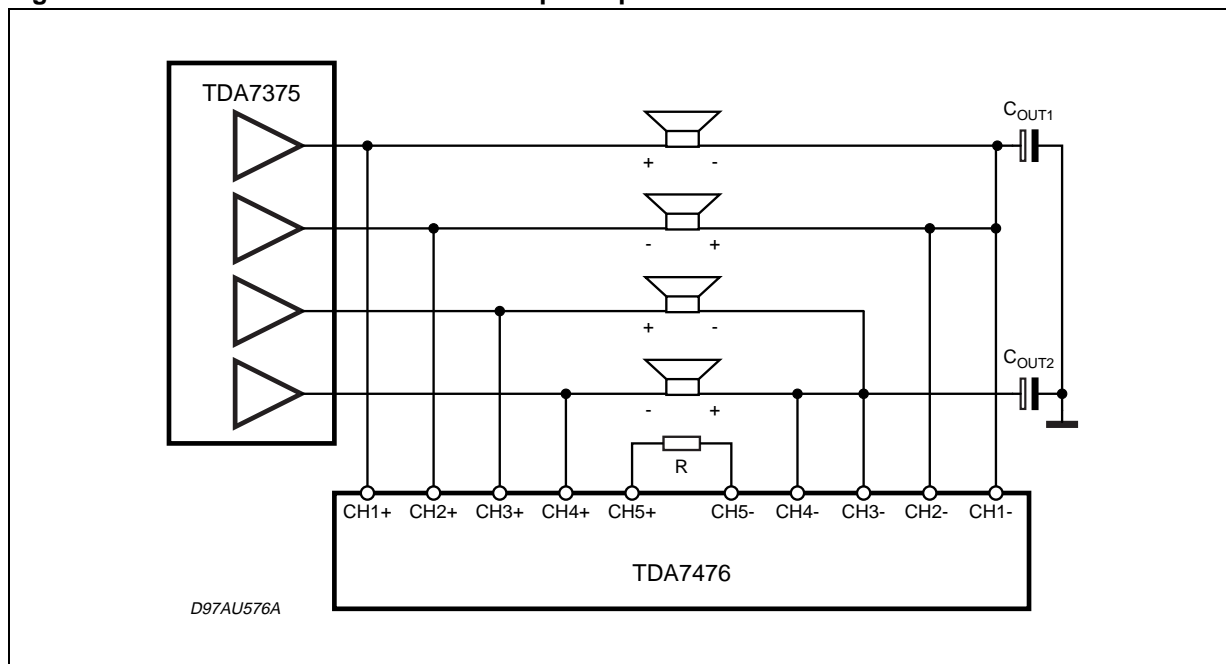 TDA7375
C_OUT1
+ -
- +
+ -
C_OUT2
- +
R
CH1+ CH2+ CH3+ CH4+ CH5+ CH5- CH4- CH3- CH2- CH1-
TDA7476
D97AU576A